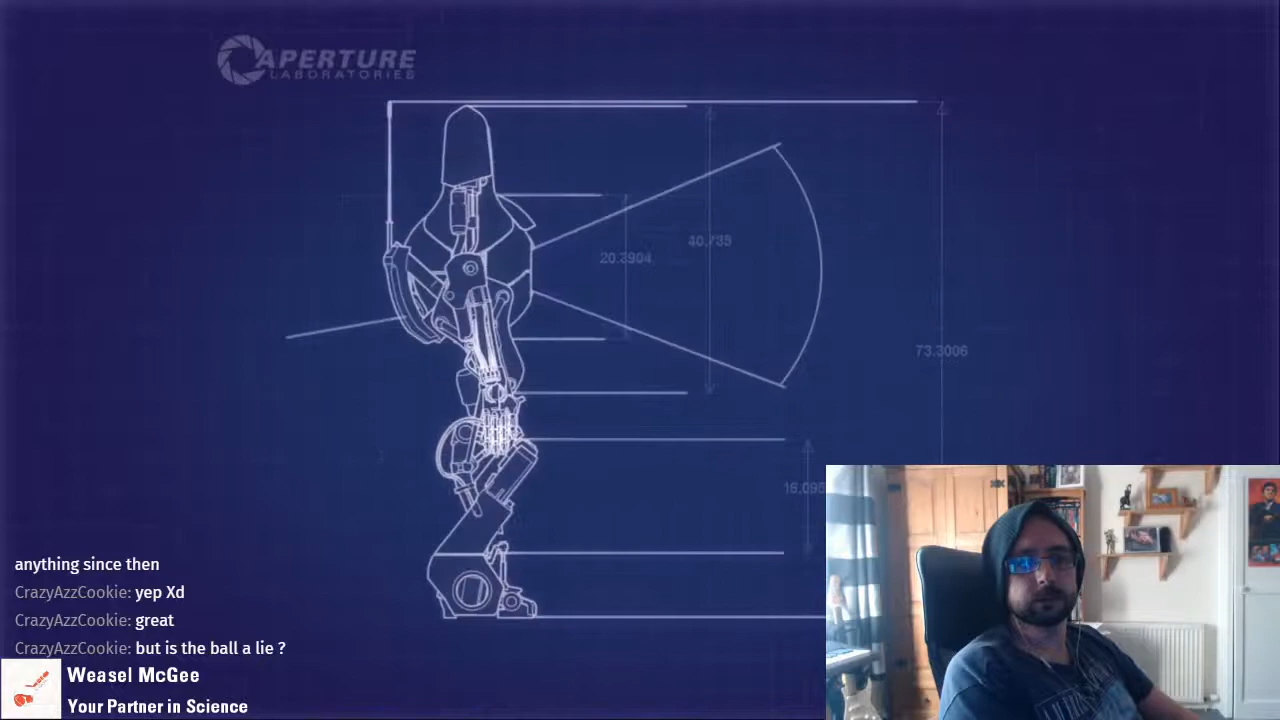 APERTURE
LABORATORIES
40.735
20.3904
73.3006
16.095
anything since then
CrazyAzzCookie: yep Xd
CrazyAzzCookie: great
CrazyAzzCookie: but is the ball a lie ?
Weasel McGee
Your Partner in Science